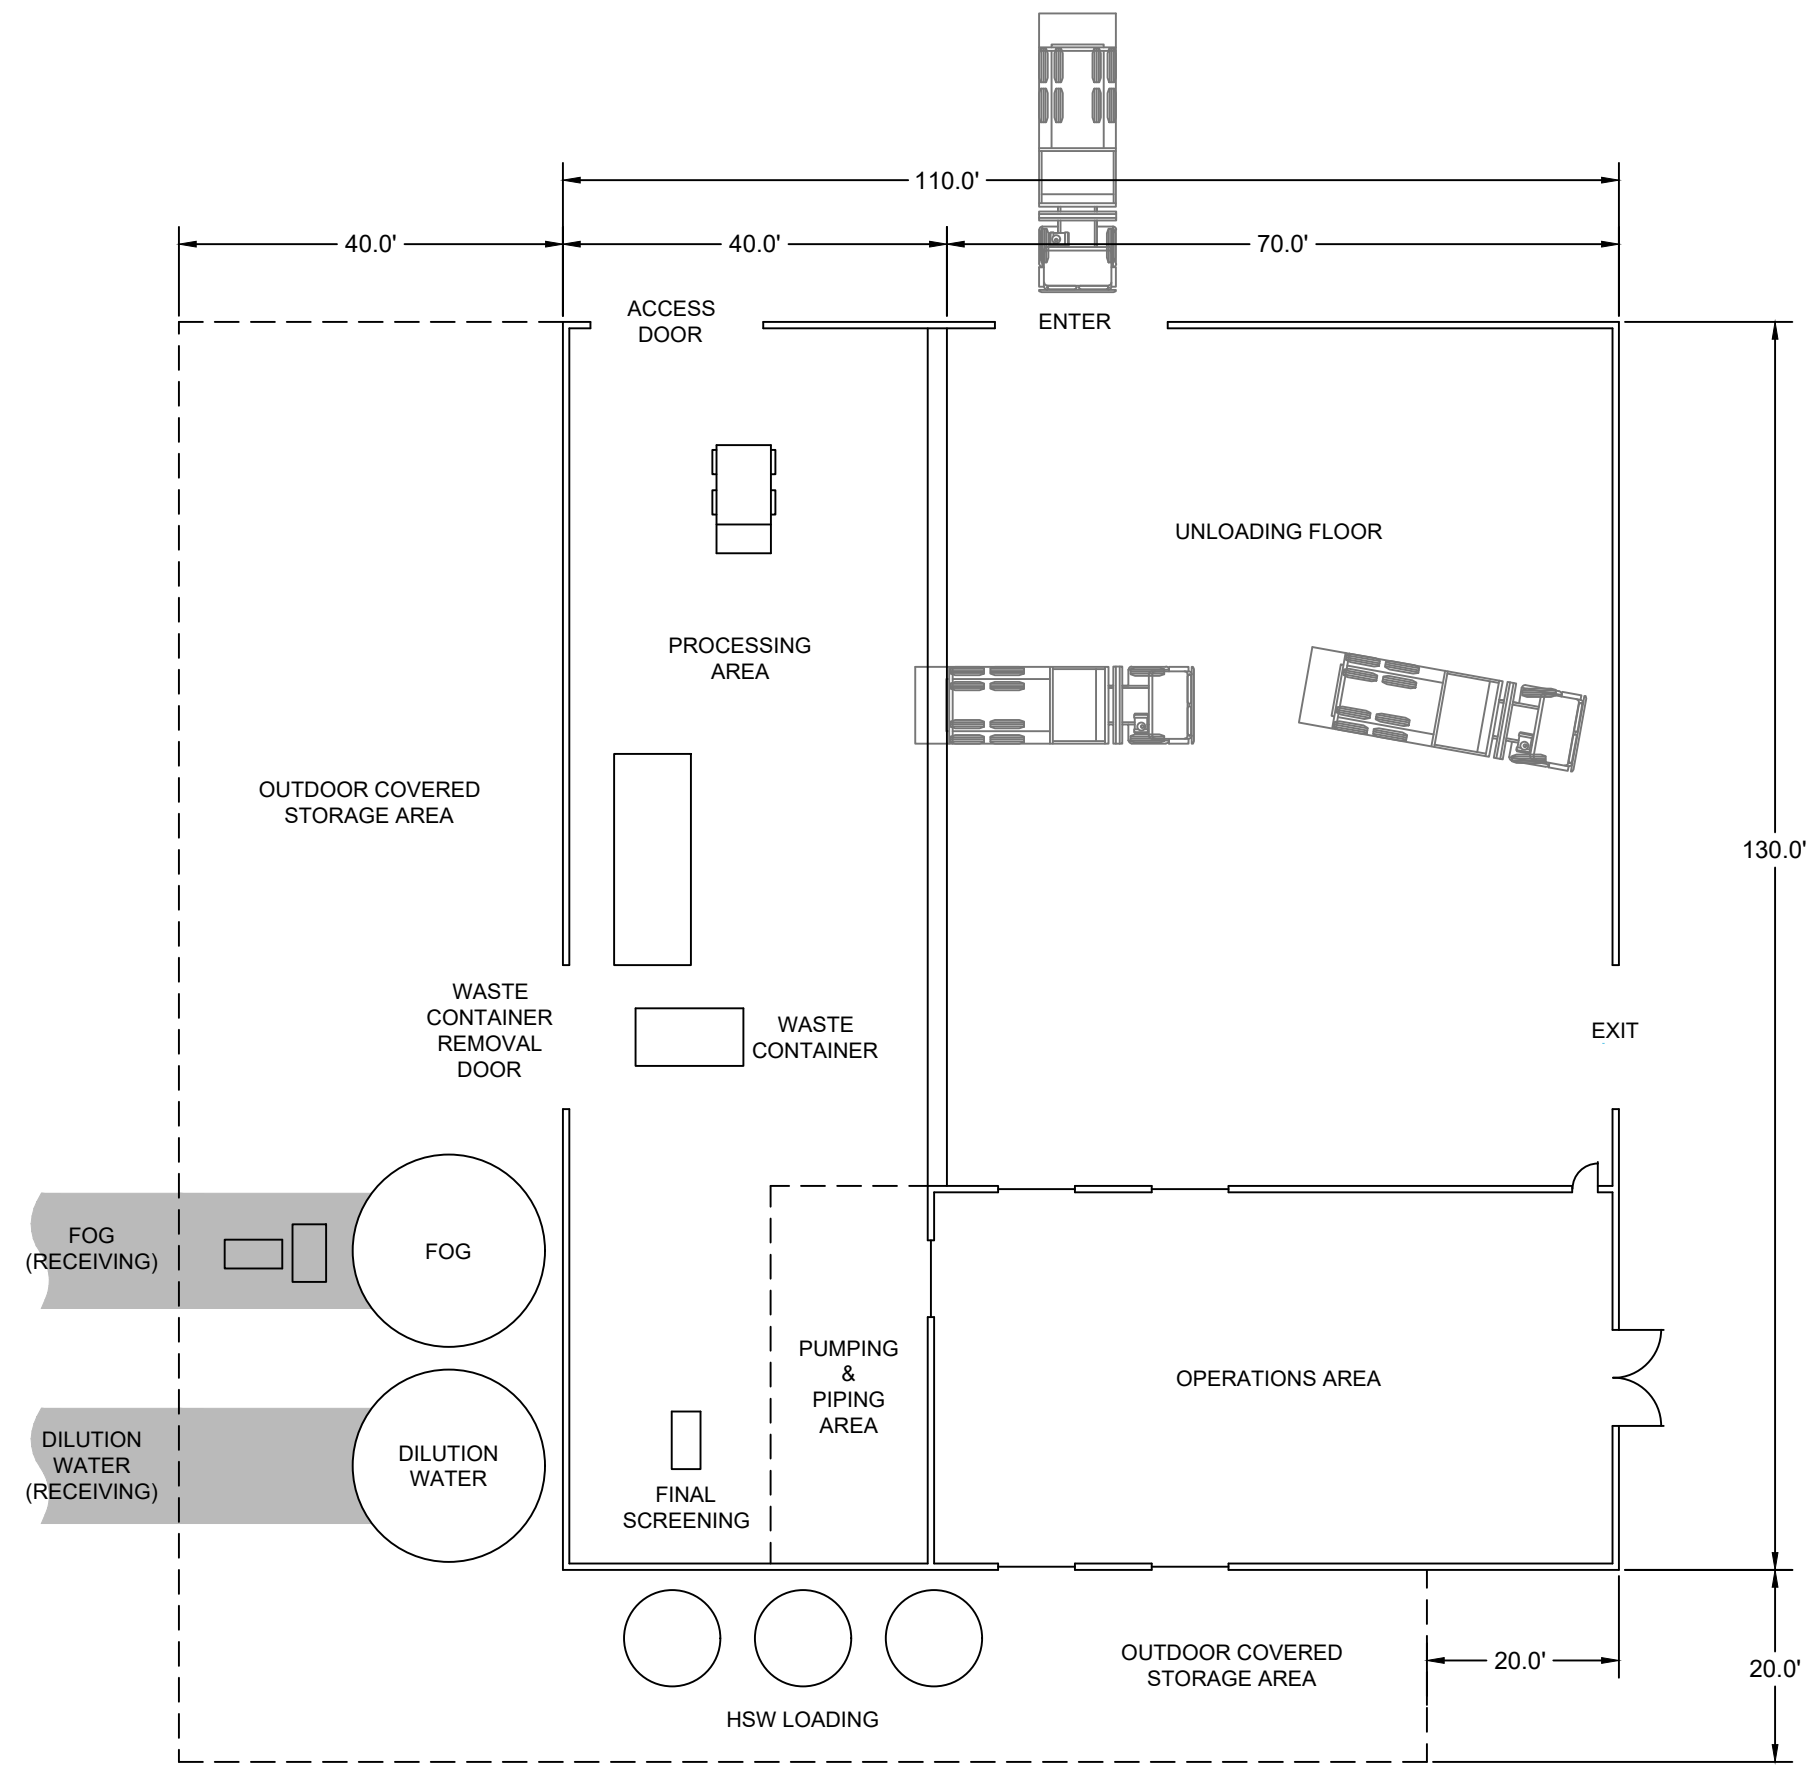 110.0'
40.0'
40.0'
70.0'
ACCESS
DOOR
ENTER
UNLOADING FLOOR
PROCESSING
AREA
OUTDOOR COVERED
STORAGE AREA
130.0'
WASTE
CONTAINER
REMOVAL
DOOR
WASTE
CONTAINER
EXIT
FOG
(RECEIVING)
FOG
PUMPING
&
PIPING
AREA
OPERATIONS AREA
DILUTION
WATER
(RECEIVING)
DILUTION
WATER
FINAL
SCREENING
OUTDOOR COVERED
STORAGE AREA
20.0'
20.0'
HSW LOADING